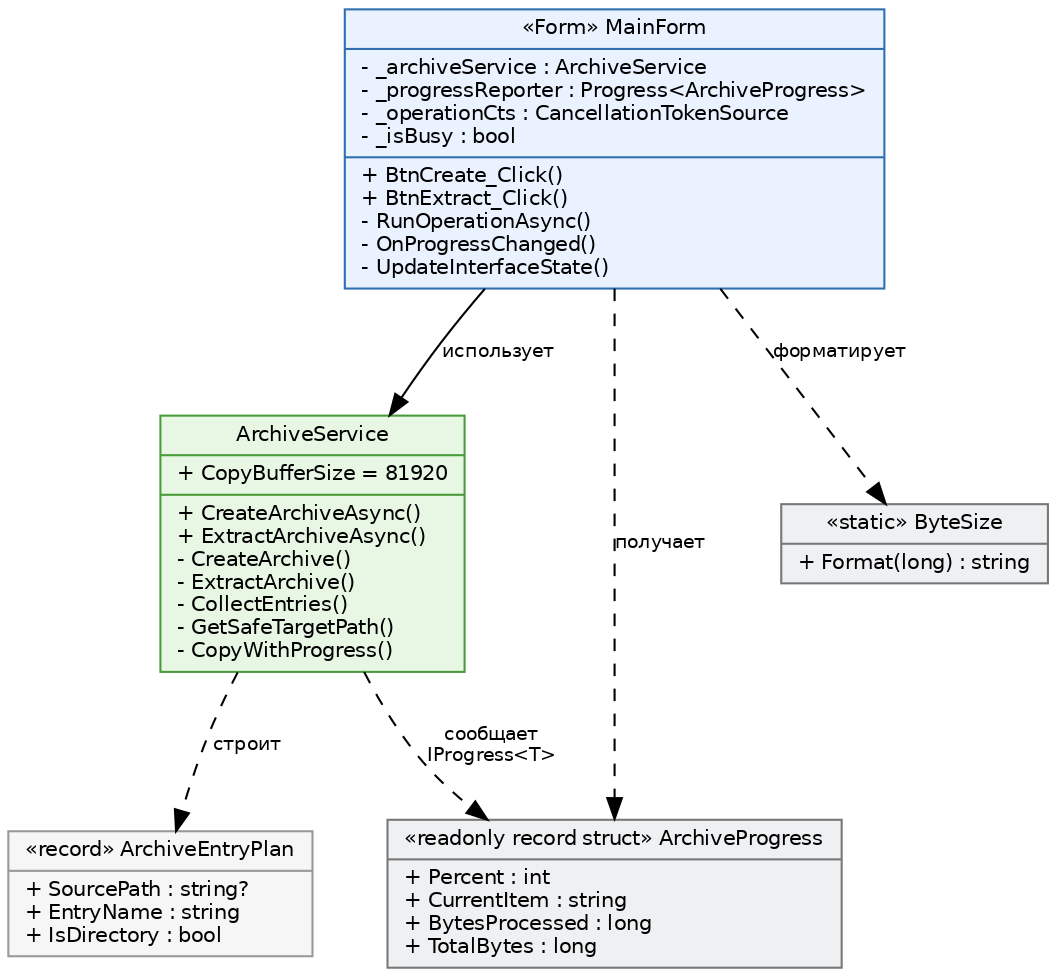 «Form» MainForm
- _archiveService : ArchiveService
- _progressReporter : Progress<ArchiveProgress>
- _operationCts : CancellationTokenSource
- _isBusy : bool
+ BtnCreate_Click()
+ BtnExtract_Click()
- RunOperationAsync()
- OnProgressChanged()
- UpdateInterfaceState()
использует
форматирует
ArchiveService
+ CopyBufferSize = 81920
+ CreateArchiveAsync()
+ ExtractArchiveAsync()
- CreateArchive()
- ExtractArchive()
- CollectEntries()
- GetSafeTargetPath()
- CopyWithProgress()
получает
«static» ByteSize
+ Format(long) : string
строит
сообщает
IProgress<T>
«record» ArchiveEntryPlan
+ SourcePath : string?
+ EntryName : string
+ IsDirectory : bool
«readonly record struct» ArchiveProgress
+ Percent : int
+ CurrentItem : string
+ BytesProcessed : long
+ TotalBytes : long